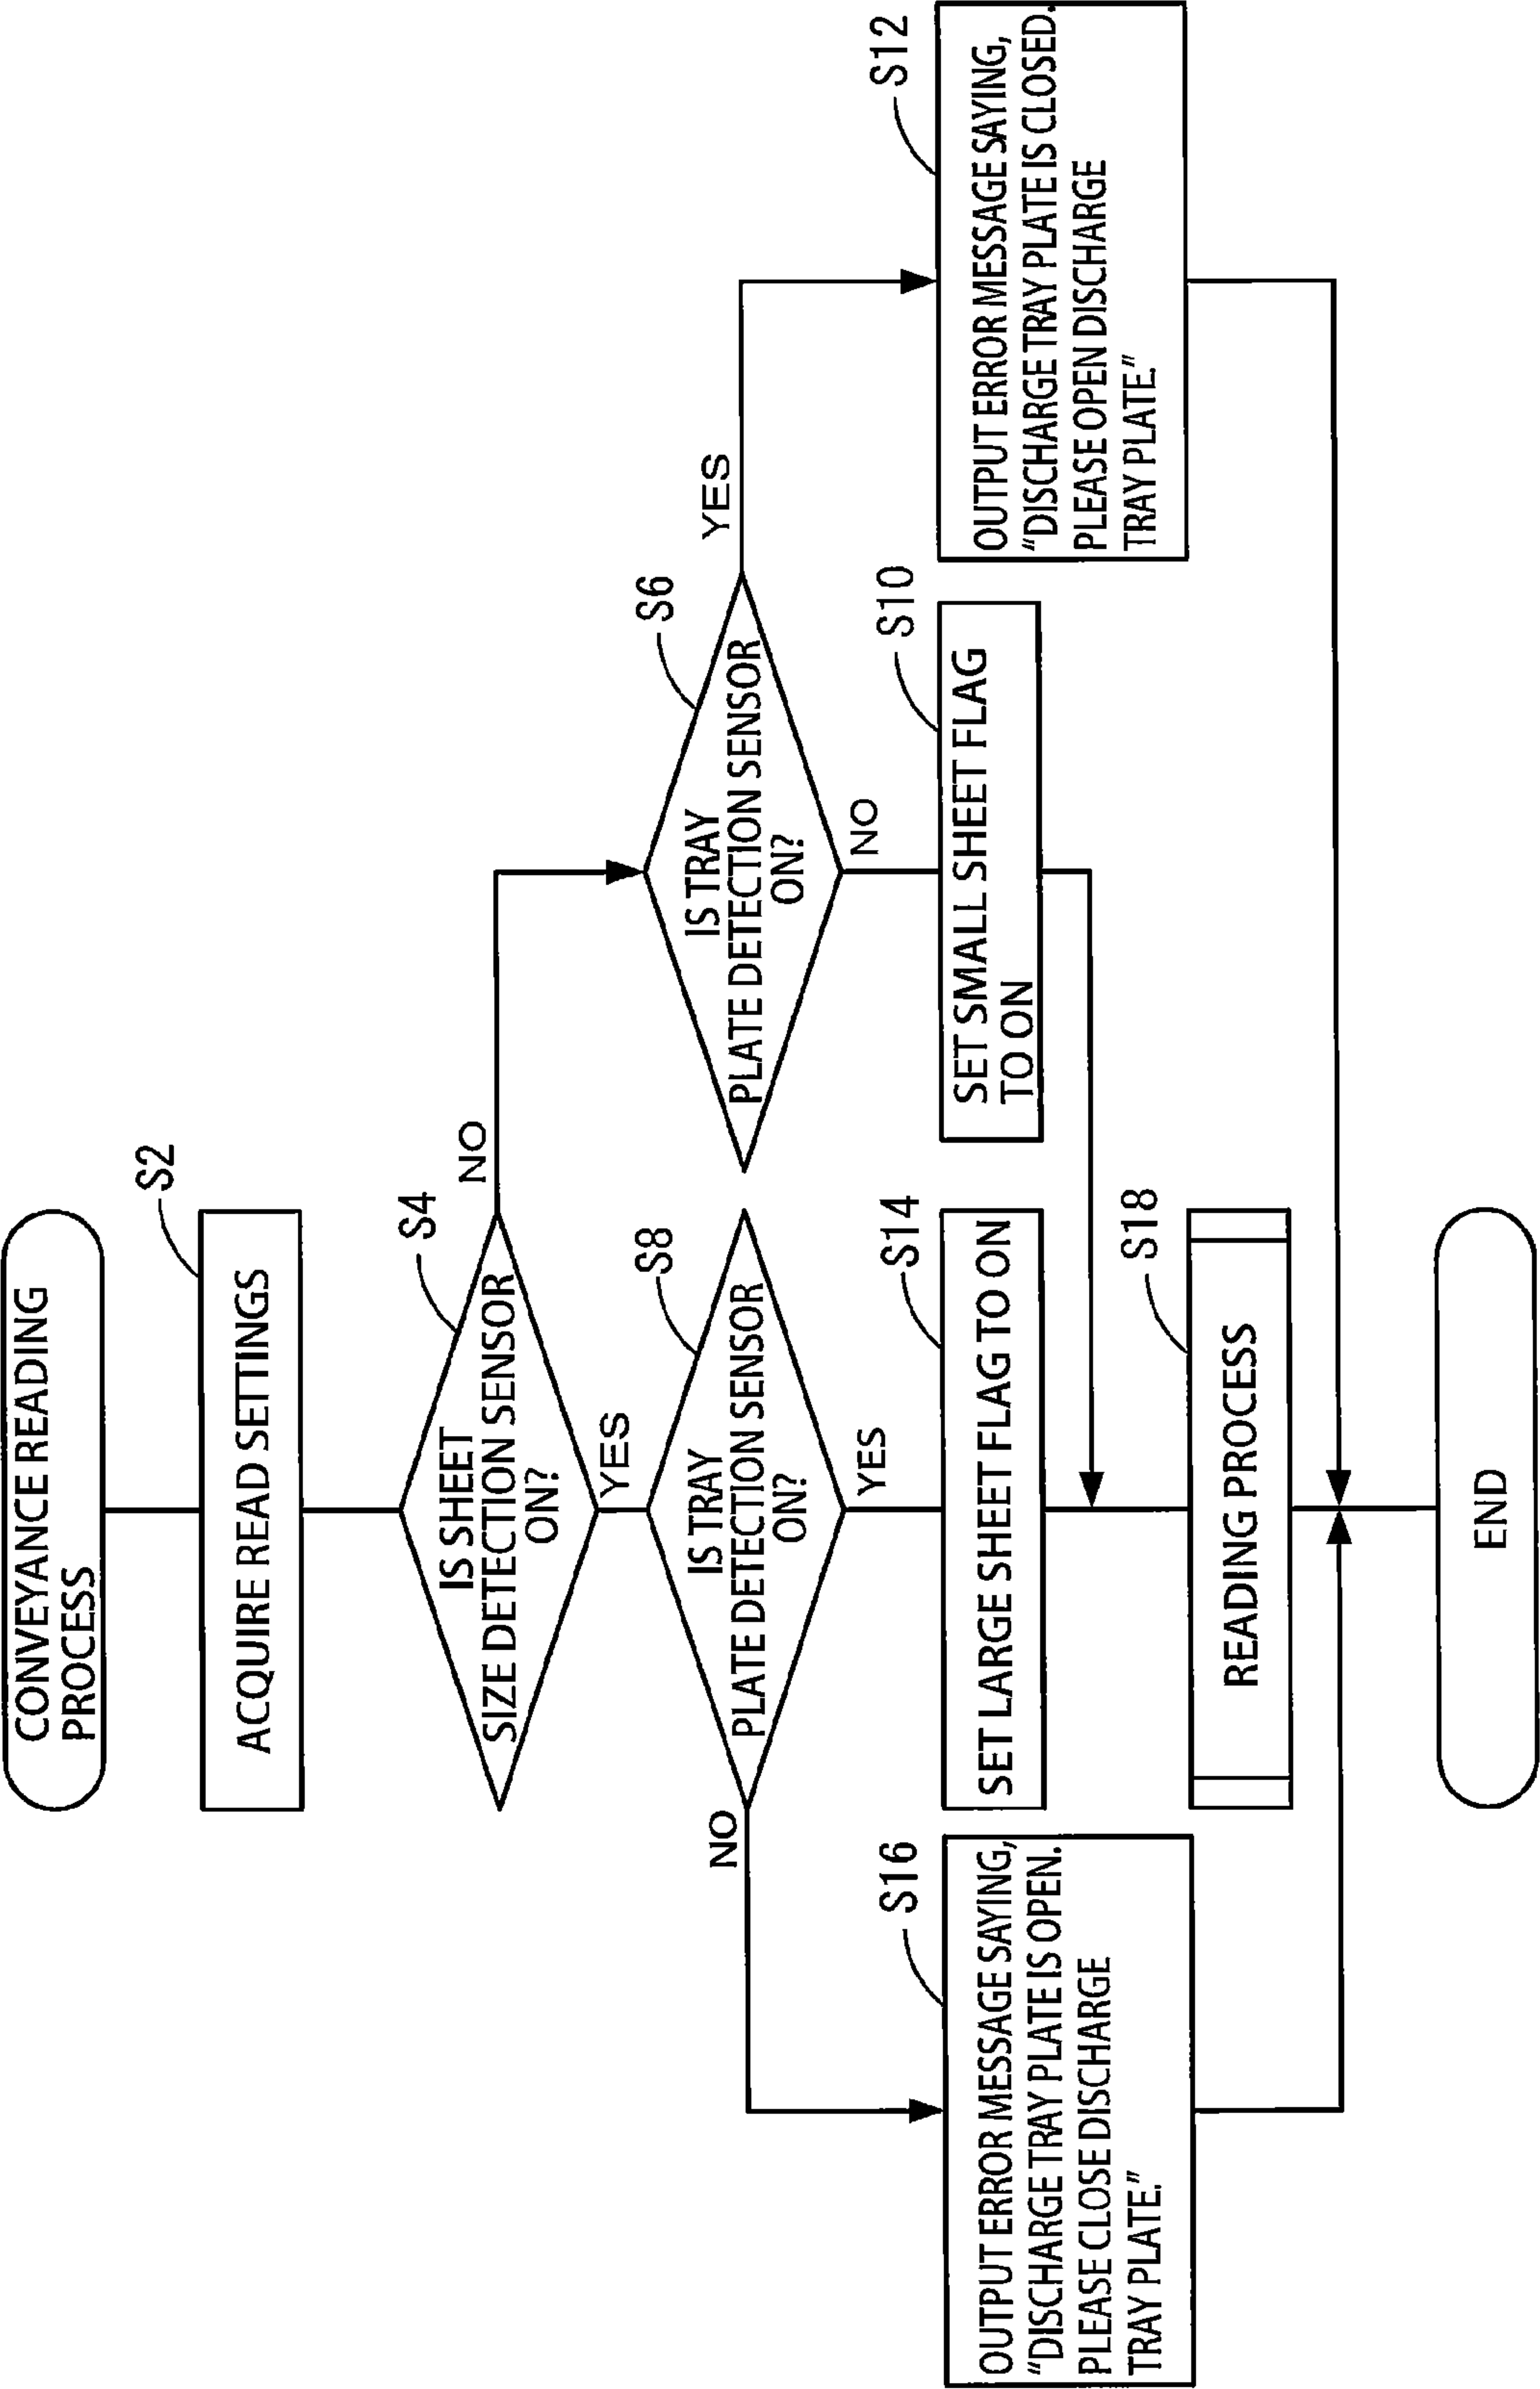 CONVEYANCE READING
PROCESS
S2
ACQUIRE READ SETTINGS
S4
IS SHEET
SIZE DETECTION SENSOR
ON?
NO
YES
S8
IS TRAY
PLATE DETECTION SENSOR
ON?
NO
YES
S6
IS TRAY
PLATE DETECTION SENSOR
ON?
YES
NO
S16
OUTPUT ERROR MESSAGE SAYING,
“DISCHARGE TRAY PLATE IS OPEN.
PLEASE CLOSE DISCHARGE
TRAY PLATE.”
S14
SET LARGE SHEET FLAG TO ON
S10
SET SMALL SHEET FLAG
TO ON
S12
OUTPUT ERROR MESSAGE SAYING,
“DISCHARGE TRAY PLATE IS CLOSED.
PLEASE OPEN DISCHARGE
TRAY PLATE.”
S18
READING PROCESS
END